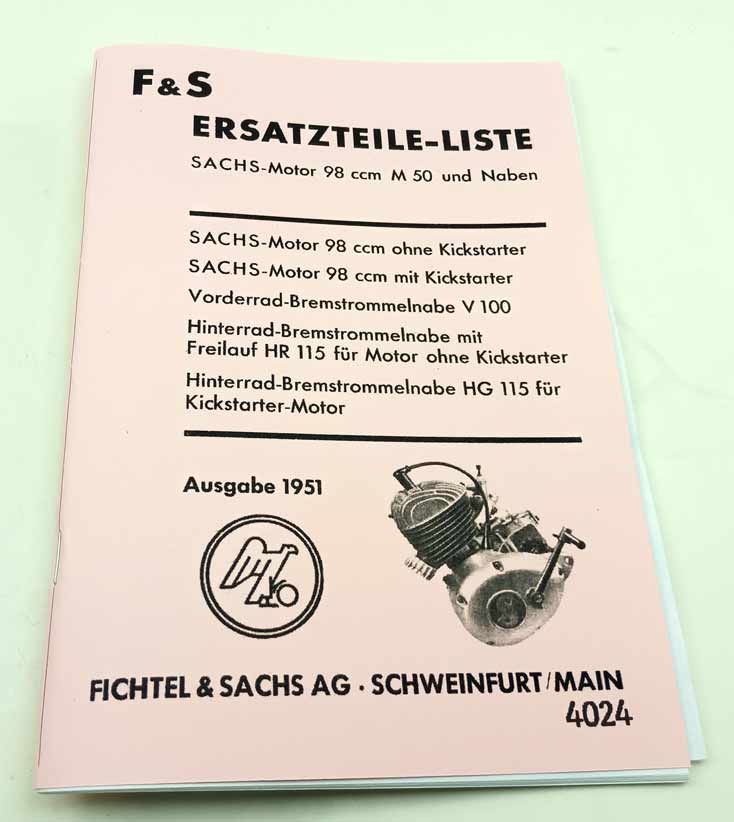 F & S
ERSATZTEILE-LISTE
SACHS-Motor 98 ccm M 50 und Naben
SACHS-Motor 98 ccm ohne Kickstarter
SACHS-Motor 98 ccm mit Kickstarter
Vorderrad-Bremstrommelnabe V 100
Hinterrad-Bremstrommelnabe mit
Freilauf HR 115 für Motor ohne Kickstarter
Hinterrad-Bremstrommelnabe HG 115 für
Kickstarter-Motor
Ausgabe 1951
FICHTEL & SACHS AG · SCHWEINFURT/MAIN
4024